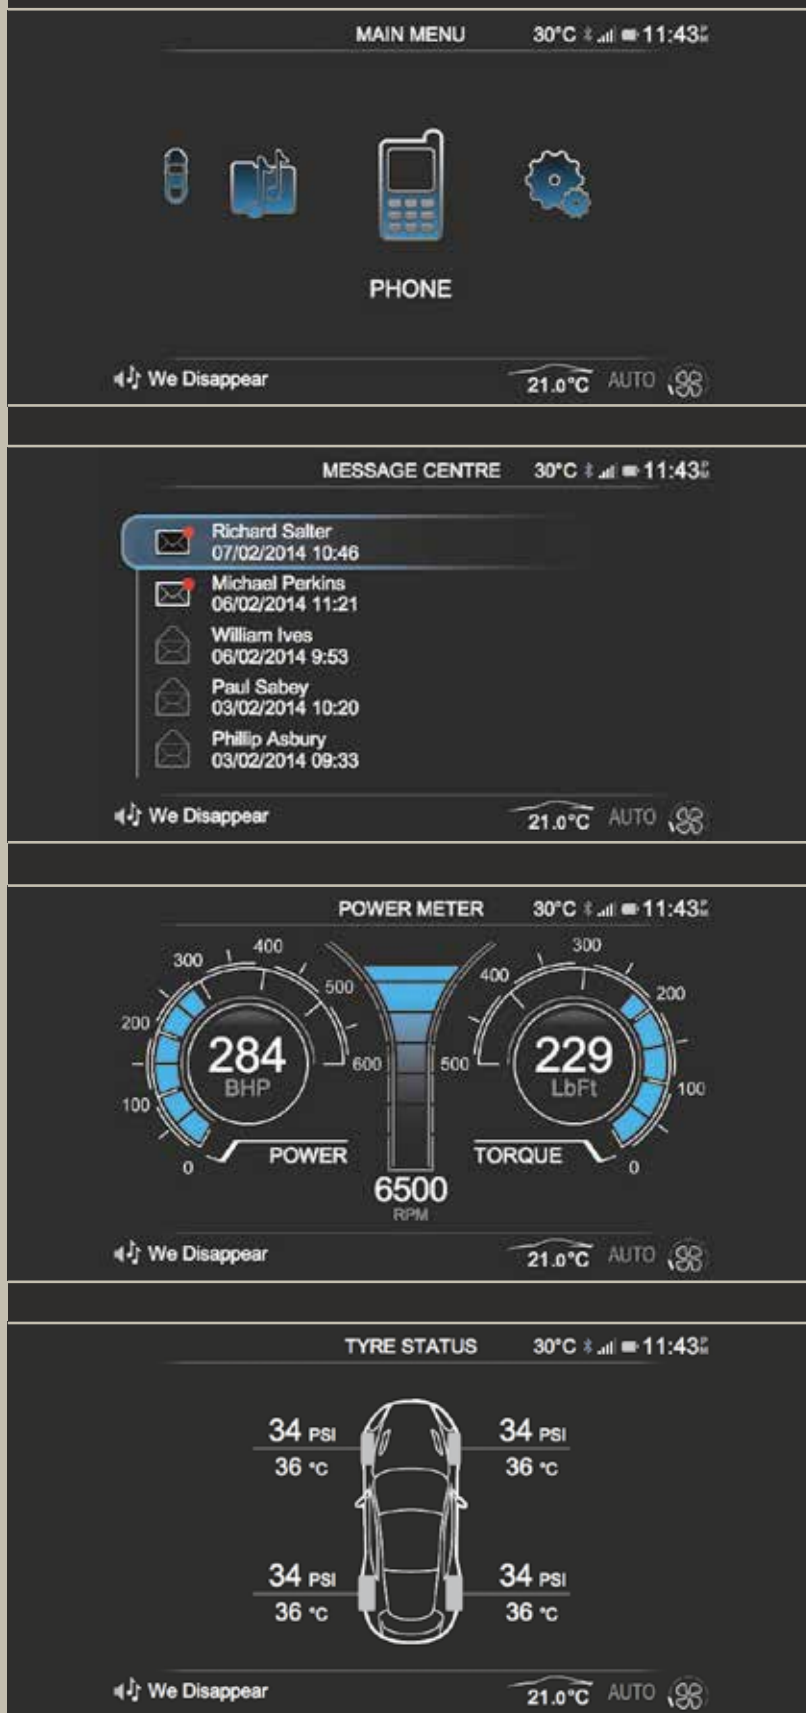 MAIN MENU 30°C 11:43 PM
PHONE
We Disappear 21.0°C AUTO
MESSAGE CENTRE 30°C 11:43 PM
Richard Salter
07/02/2014 10:46
Michael Perkins
06/02/2014 11:21
William Ives
06/02/2014 9:53
Paul Sabey
03/02/2014 10:20
Phillip Asbury
03/02/2014 09:33
We Disappear 21.0°C AUTO
POWER METER 30°C 11:43 PM
300 400 500 400 300 200
200 284 BHP 600 500 229 LbFt
100 100
0 POWER TORQUE 0
6500
RPM
We Disappear 21.0°C AUTO
TYRE STATUS 30°C 11:43 PM
34 PSI 34 PSI
36 °C 36 °C
34 PSI 34 PSI
36 °C 36 °C
We Disappear 21.0°C AUTO